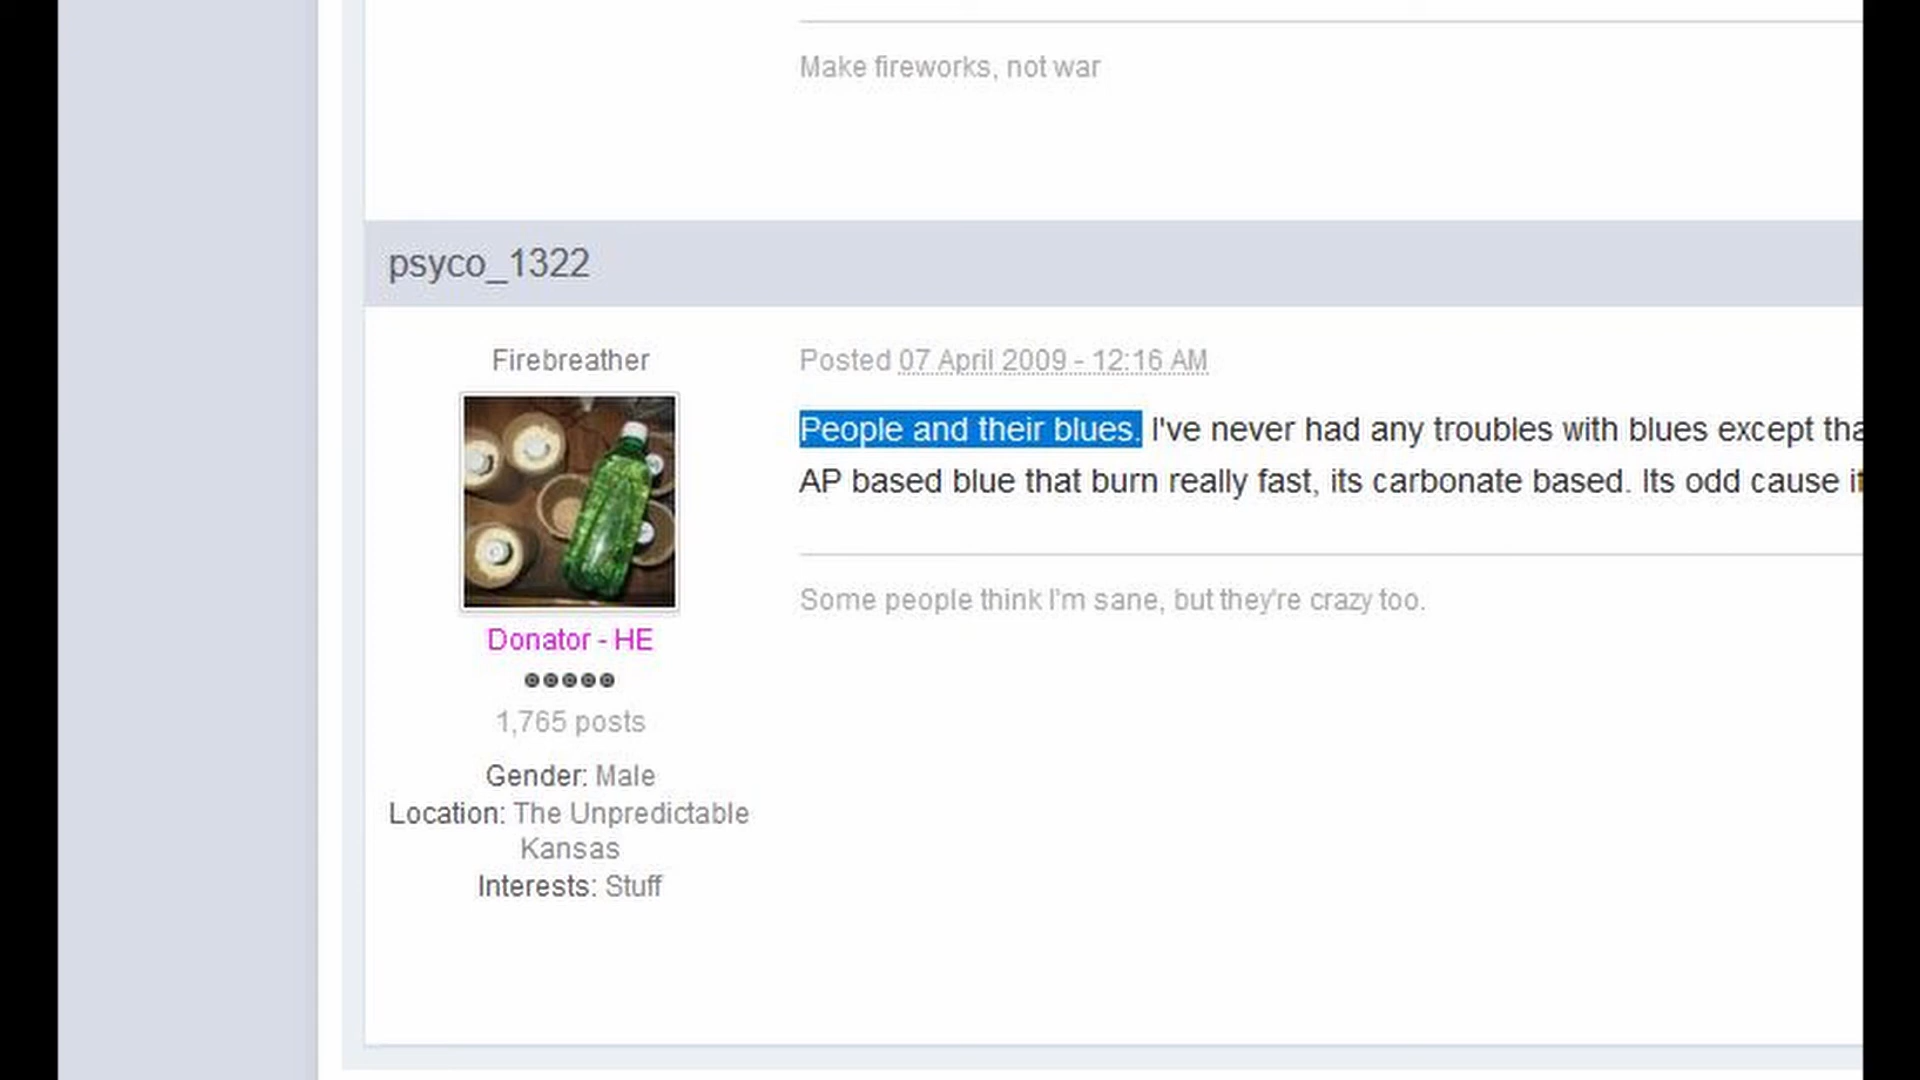 Make fireworks, not war
psyco_1322
Firebreather
Donator - HE
1,765 posts
Gender: Male
Location: The Unpredictable
Kansas
Interests: Stuff
Posted 07 April 2009 - 12:16 AM
People and their blues. I've never had any troubles with blues except
AP based blue that burn really fast, its carbonate based. Its odd cause
Some people think I'm sane, but they're crazy too.